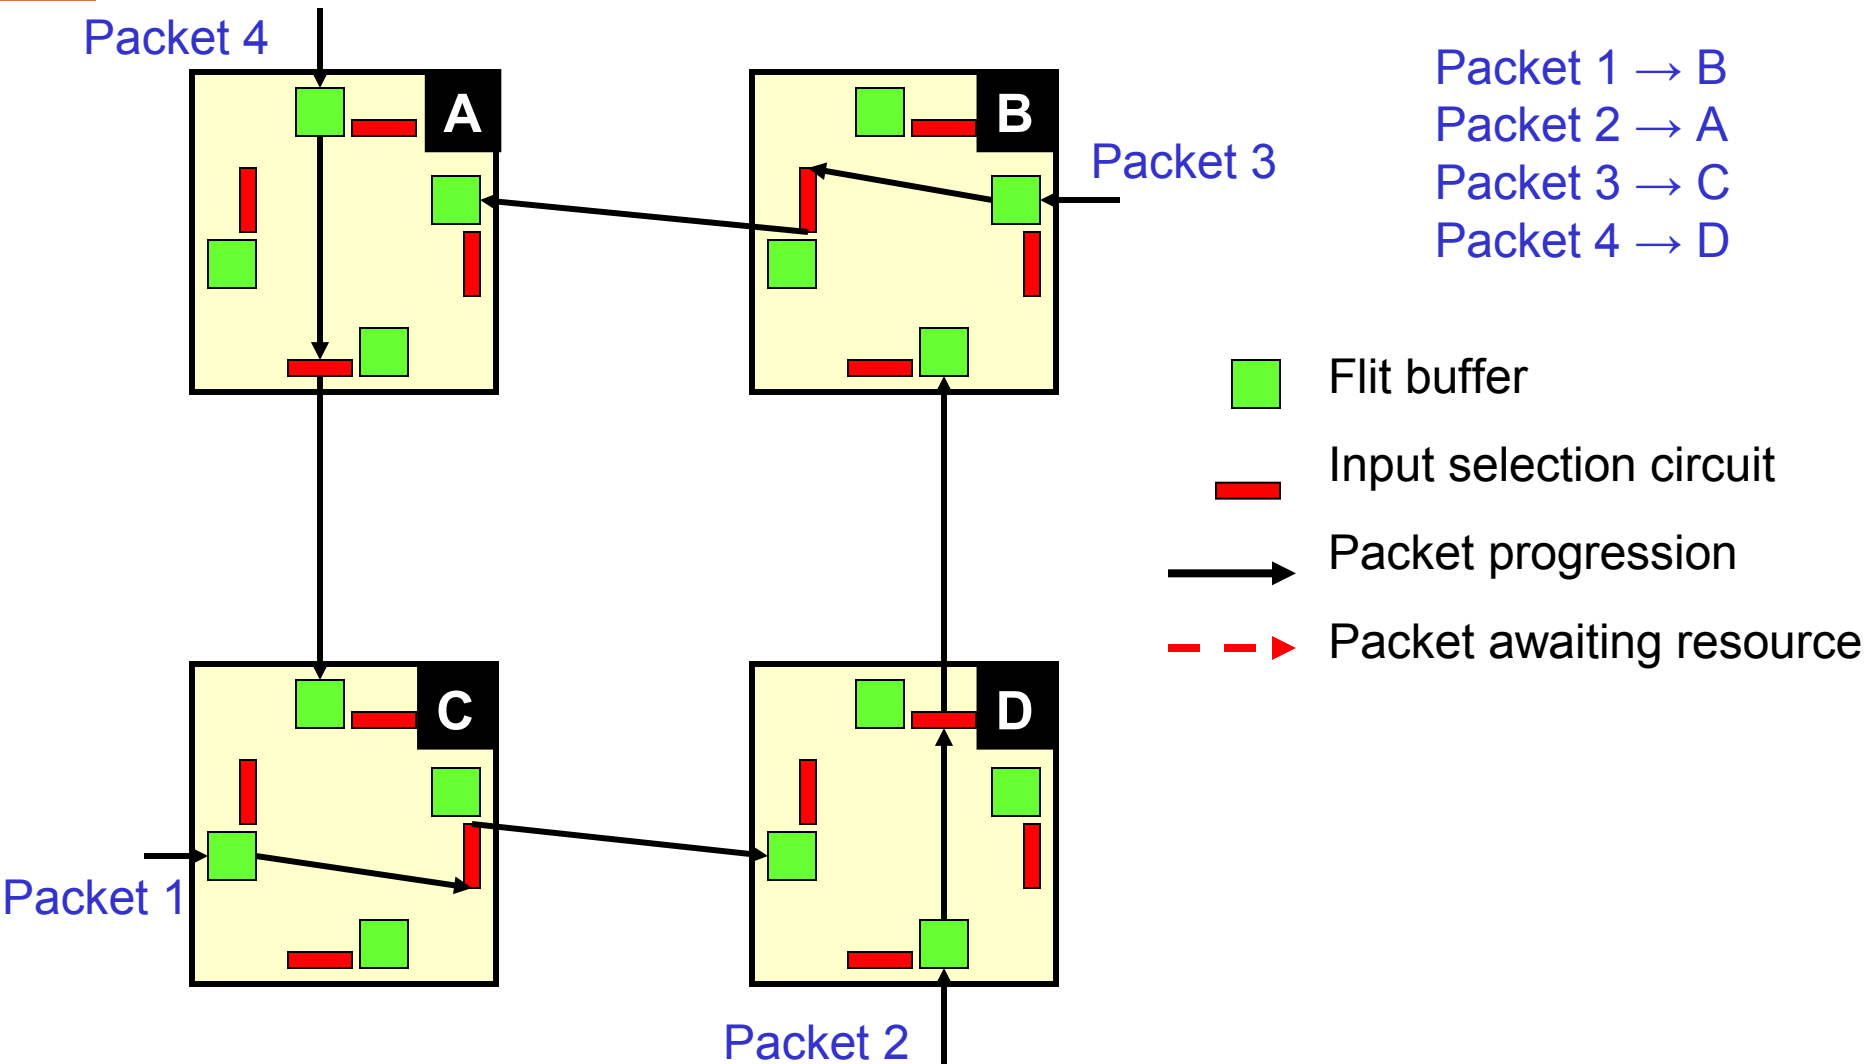 Packet 4
A
B
Packet 3
Packet 1 → B
Packet 2 → A
Packet 3 → C
Packet 4 → D
Flit buffer
Input selection circuit
Packet progression
Packet awaiting resource
C
D
Packet 1
Packet 2